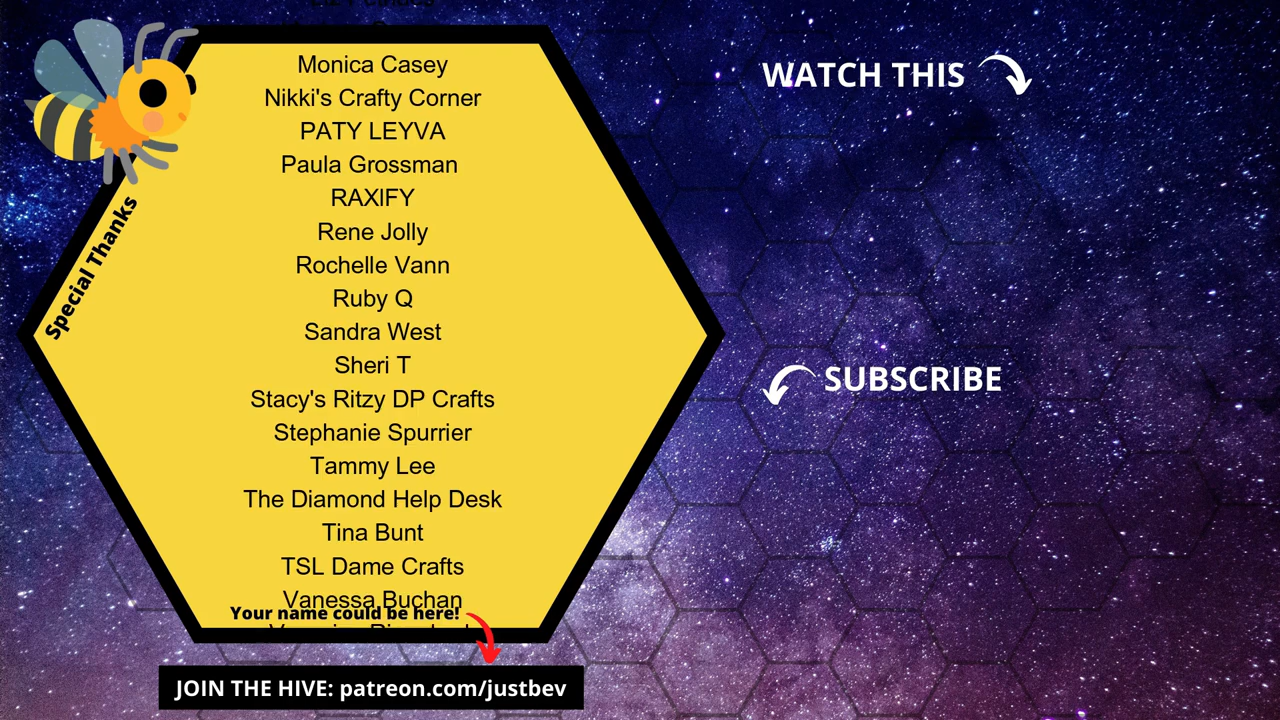 Monica Casey
Nikki's Crafty Corner
PATY LEYVA
Paula Grossman
RAXIFY
Rene Jolly
Rochelle Vann
Ruby Q
Sandra West
Sheri T
Stacy's Ritzy DP Crafts
Stephanie Spurrier
Tammy Lee
The Diamond Help Desk
Tina Bunt
TSL Dame Crafts
Vanessa Buchan
Your name could be here!
Special Thanks
JOIN THE HIVE: patreon.com/justbev
WATCH THIS
SUBSCRIBE